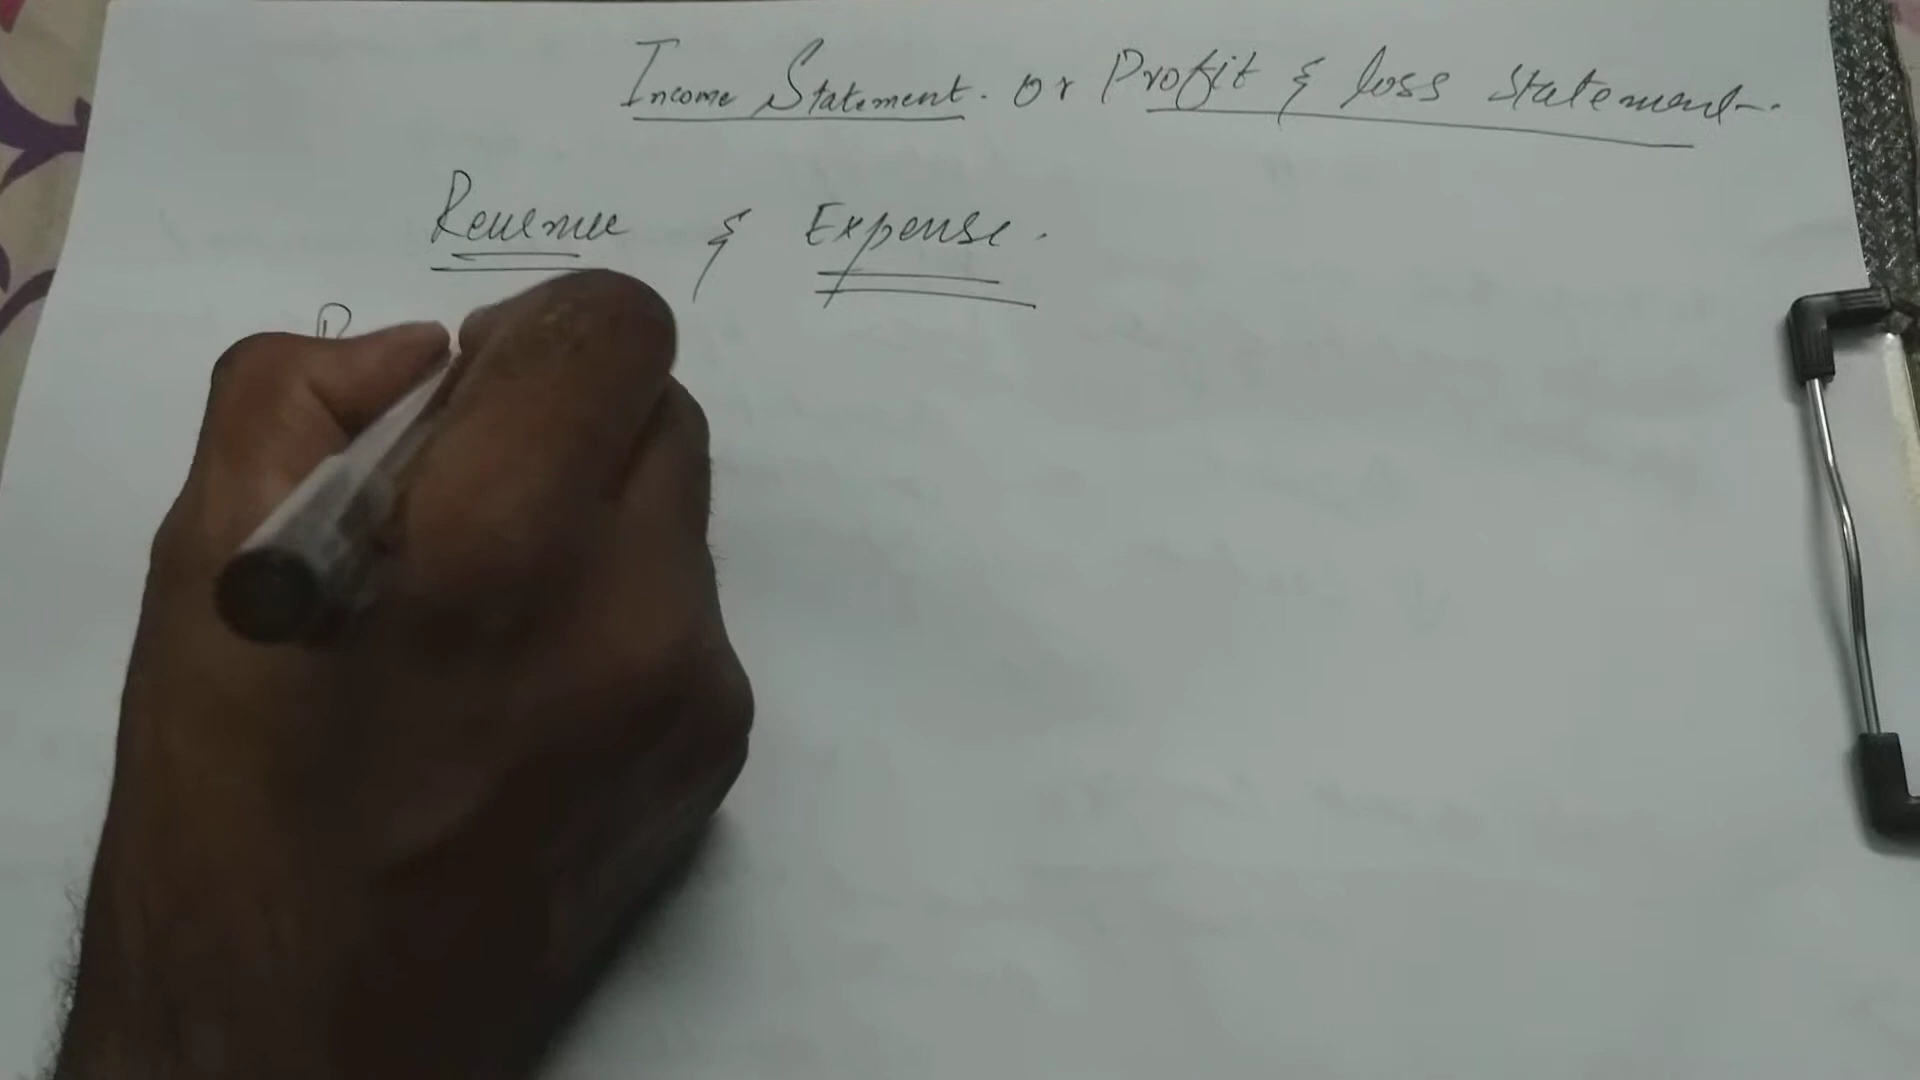 Income Statement. or Profit & loss statement.
Revenue & Expense.